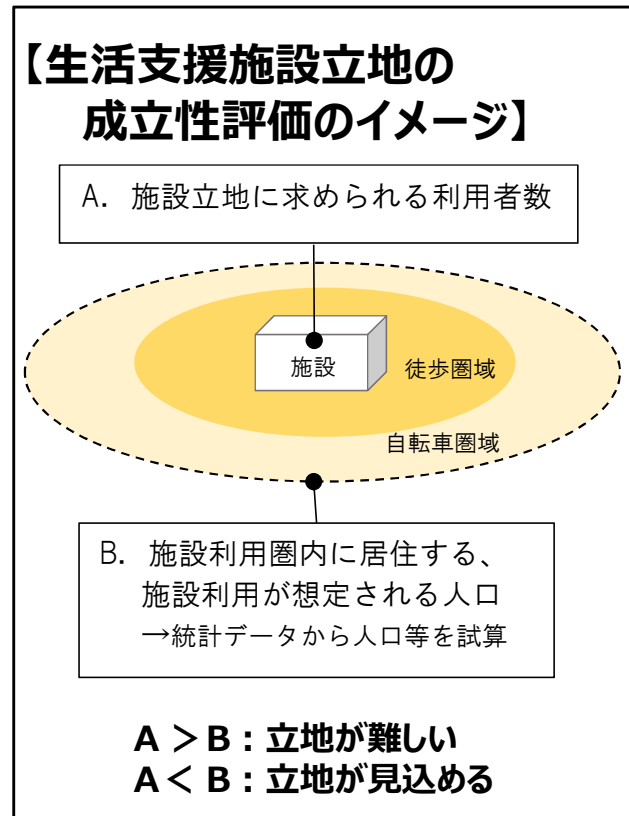 【生活支援施設立地の
成立性評価のイメージ】
A. 施設立地に求められる利用者数
施設
徒歩圏域
自転車圏域
B. 施設利用圏内に居住する、
施設利用が想定される人口
→統計データから人口等を試算
A > B：立地が難しい
A < B：立地が見込める